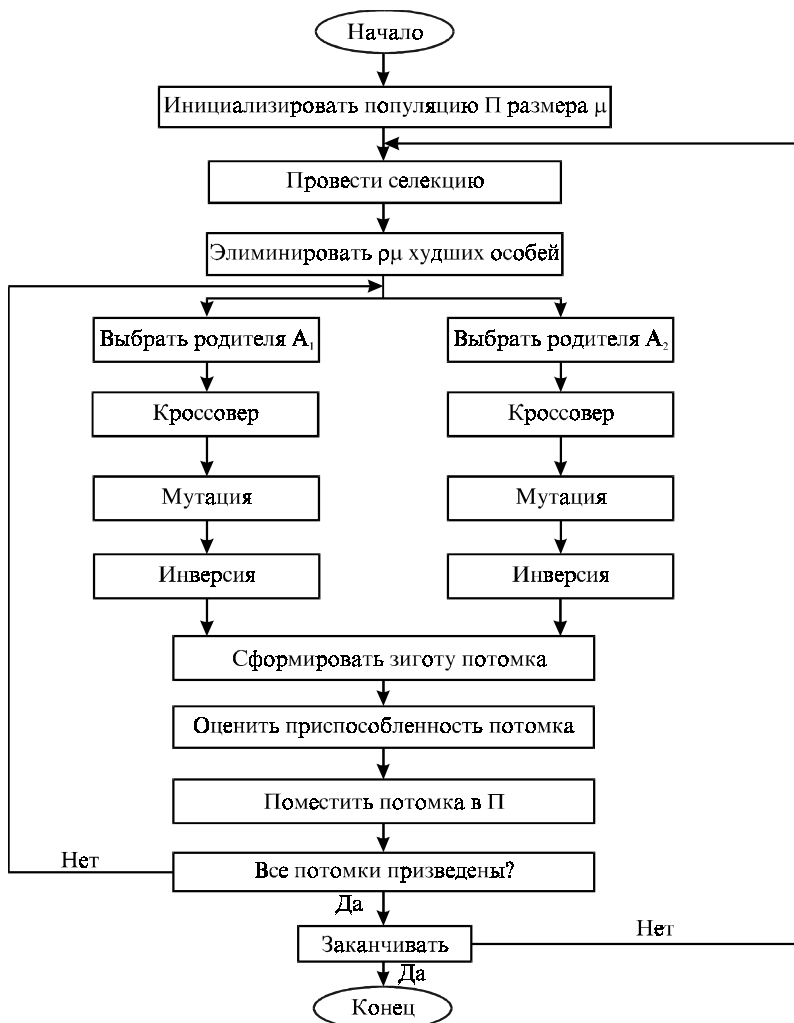 Начало
Инициализировать популяцию П размера μ
Провести селекцию
Элиминировать ρμ худших особей
Выбрать родителя A₁
Выбрать родителя A₂
Кроссовер
Кроссовер
Мутация
Мутация
Инверсия
Инверсия
Сформировать зиготу потомка
Оценить приспособленность потомка
Поместить потомка в П
Нет
Все потомки призведены?
Да
Заканчивать
Нет
Да
Конец